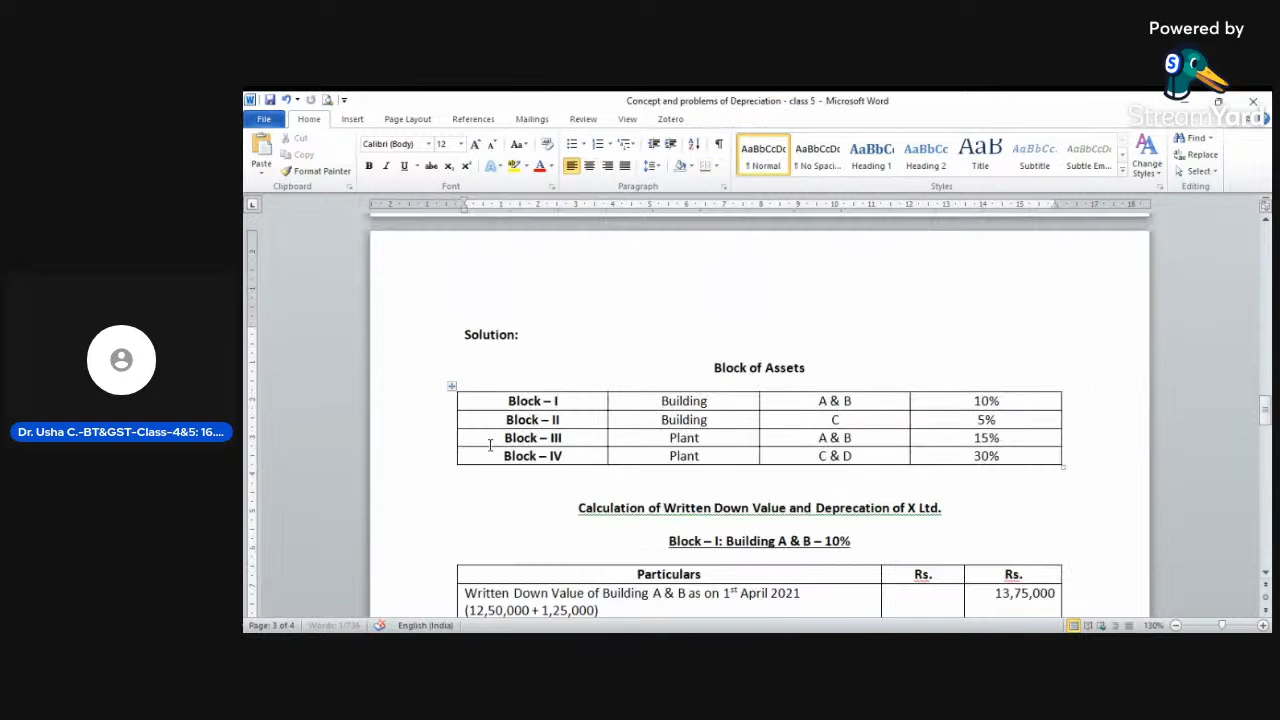 Powered by
S
StreamYard
Concept and problems of Depreciation - class 5 - Microsoft Word
File Home Insert Page Layout References Mailings Review View Zotero
Cut
Copy
Format Painter
Paste
Calibri (Body) 12
AaBbCcDc AaBbCcDc AaBbCc AaBbCc AaB AaBbCc. AaBbCcDc
¶ Normal ¶ No Spaci... Heading 1 Heading 2 Title Subtitle Subtle Em...
Change Styles
Find
Replace
Select
Clipboard Font Paragraph Styles Editing
Solution:
Block of Assets
Block – I Building A & B 10%
Block – II Building C 5%
Block – III Plant A & B 15%
Block – IV Plant C & D 30%
Calculation of Written Down Value and Deprecation of X Ltd.
Block – I: Building A & B – 10%
Particulars Rs. Rs.
Written Down Value of Building A & B as on 1st April 2021 13,75,000
(12,50,000 + 1,25,000)
Dr. Usha C.-BT&GST-Class-4&5: 16....
Page: 3 of 4 Words: 1/736 English (India) 130%